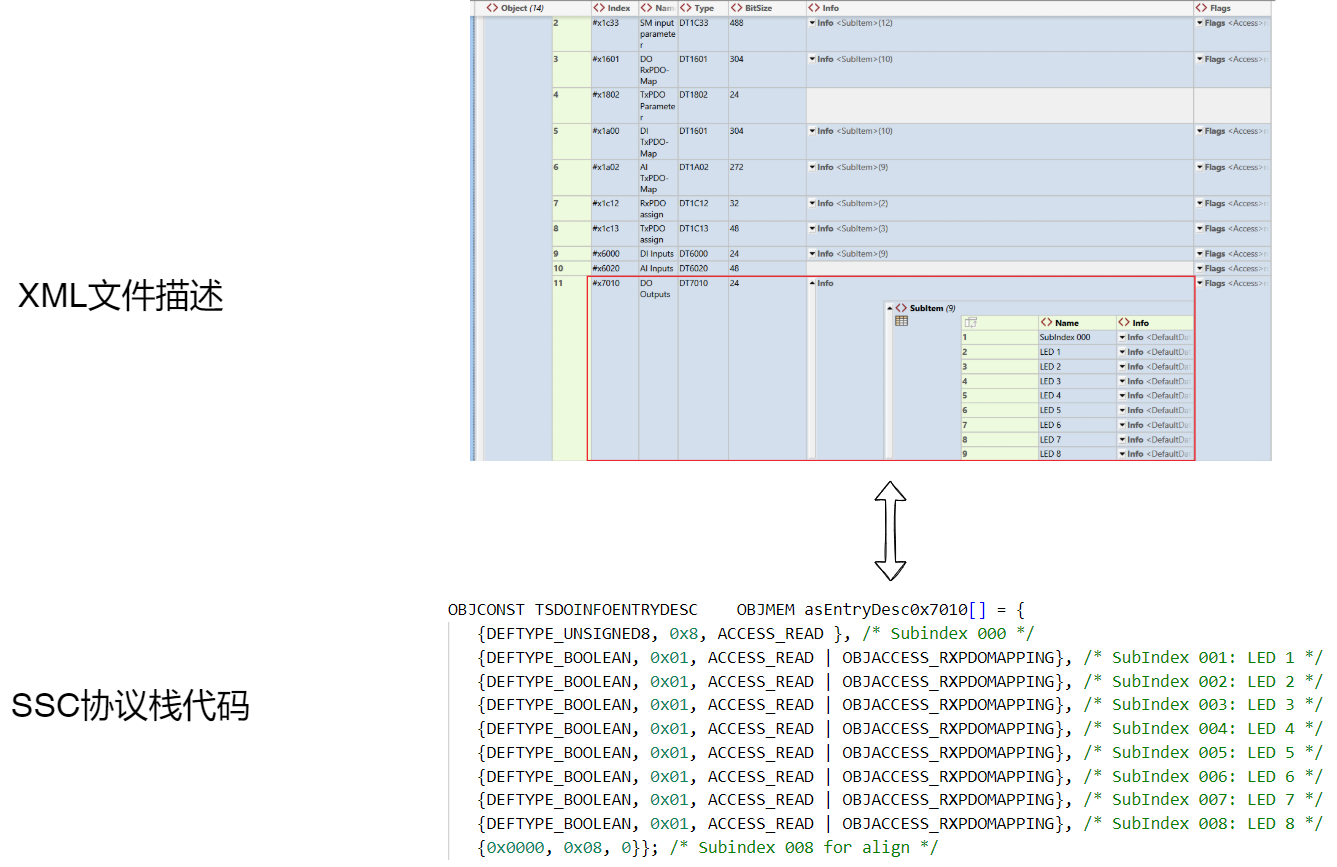 Object (14) Index Nam Type BitSize Info Flags
2 #x1c33 SM input DT1C33 488 Info <SubItem>(12) Flags <Access>
paramete
r
3 #x1601 DO DT1601 304 Info <SubItem>(10) Flags <Access>
RxPDO-
Map
4 #x1802 TxPDO DT1802 24
Paramete
r
5 #x1a00 DI DT1601 304 Info <SubItem>(10) Flags <Access>
TxPDO-
Map
6 #x1a02 AI DT1A02 272 Info <SubItem>(9) Flags <Access>
TxPDO-
Map
7 #x1c12 RxPDO DT1C12 32 Info <SubItem>(2) Flags <Access>
assign
8 #x1c13 TxPDO DT1C13 48 Info <SubItem>(3) Flags <Access>
assign
9 #x6000 DI Inputs DT6000 24 Info <SubItem>(9) Flags <Access>
10 #x6020 AI Inputs DT6020 48 Flags <Access>
11 #x7010 DO DT7010 24 Info Flags <Access>
Outputs
SubItem (9)
Name Info
1 SubIndex 000 Info <DefaultDa
2 LED 1 Info <DefaultDa
3 LED 2 Info <DefaultDa
4 LED 3 Info <DefaultDa
5 LED 4 Info <DefaultDa
6 LED 5 Info <DefaultDa
7 LED 6 Info <DefaultDa
8 LED 7 Info <DefaultDa
9 LED 8 Info <DefaultDa
XML文件描述
SSC协议栈代码
OBJCONST TSDOINFOENTRYDESC    OBJMEM asEntryDesc0x7010[] = {
{DEFTYPE_UNSIGNED8, 0x8, ACCESS_READ }, /* Subindex 000 */
{DEFTYPE_BOOLEAN, 0x01, ACCESS_READ | OBJACCESS_RXPDOMAPPING}, /* SubIndex 001: LED 1 */
{DEFTYPE_BOOLEAN, 0x01, ACCESS_READ | OBJACCESS_RXPDOMAPPING}, /* SubIndex 002: LED 2 */
{DEFTYPE_BOOLEAN, 0x01, ACCESS_READ | OBJACCESS_RXPDOMAPPING}, /* SubIndex 003: LED 3 */
{DEFTYPE_BOOLEAN, 0x01, ACCESS_READ | OBJACCESS_RXPDOMAPPING}, /* SubIndex 004: LED 4 */
{DEFTYPE_BOOLEAN, 0x01, ACCESS_READ | OBJACCESS_RXPDOMAPPING}, /* SubIndex 005: LED 5 */
{DEFTYPE_BOOLEAN, 0x01, ACCESS_READ | OBJACCESS_RXPDOMAPPING}, /* SubIndex 006: LED 6 */
{DEFTYPE_BOOLEAN, 0x01, ACCESS_READ | OBJACCESS_RXPDOMAPPING}, /* SubIndex 007: LED 7 */
{DEFTYPE_BOOLEAN, 0x01, ACCESS_READ | OBJACCESS_RXPDOMAPPING}, /* SubIndex 008: LED 8 */
{0x0000, 0x08, 0}}; /* Subindex 008 for align */